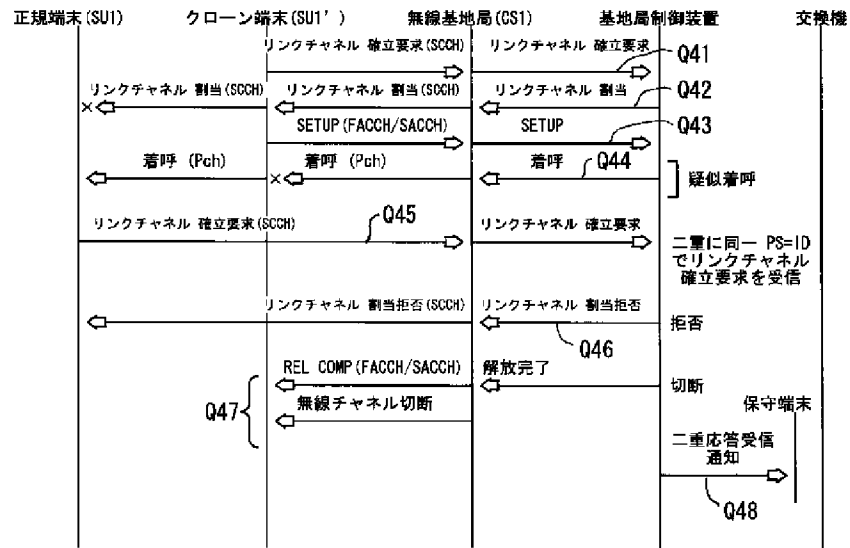 正規端末(SU1) クローン端末(SU1') 無線基地局(CS1) 基地局制御装置 交換機
リンクチャネル 確立要求(SCCH) リンクチャネル 確立要求 Q41
リンクチャネル 割当(SCCH) リンクチャネル 割当(SCCH) リンクチャネル 割当 Q42
×
SETUP(FACCH/SACCH) SETUP Q43
着呼 (Pch) 着呼 (Pch) 着呼 Q44
× 疑似着呼
リンクチャネル 確立要求(SCCH) Q45 リンクチャネル 確立要求
二重に同一 PS=ID
でリンクチャネル
確立要求を受信
リンクチャネル 割当拒否(SCCH) リンクチャネル 割当拒否
拒否
Q46
REL COMP(FACCH/SACCH) 解放完了
切断
Q47 無線チャネル切断
保守端末
二重応答受信
通知
Q48